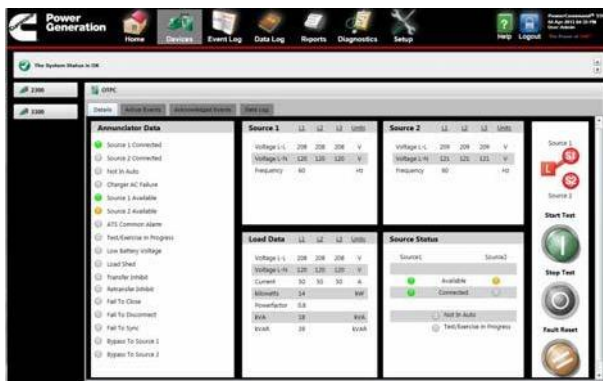 Power
Generation
Home
Devices
Event Log
Data Log
Reports
Diagnostics
Setup
Help
Logout
The System Status is OK
2300
3300
OTPC
Details
Active Events
Acknowledged Events
Data Log
Annunciator Data
Source 1 Connected
Source 2 Connected
Not In Auto
Charger AC Failure
Source 1 Available
Source 2 Available
ATS Common Alarm
Test/Exercise in Progress
Low Battery Voltage
Load Shed
Transfer Inhibit
Retransfer Inhibit
Fail To Close
Fail To Disconnect
Fail To Sync
Bypass To Source 1
Bypass To Source 2
Source 1 L1 L2 L3 Units
Voltage L-L 208 208 208 V
Voltage L-N 120 120 120 V
Frequency 60 Hz
Source 2 L1 L2 L3 Units
Voltage L-L 209 209 209 V
Voltage L-N 121 121 121 V
Frequency 60 Hz
Load Data L1 L2 L3 Units
Voltage L-L 208 208 208 V
Voltage L-N 120 120 120 V
Current 50 50 50 A
kilowatts 14 kW
Powerfactor 0.8
kVA 18 kVA
kVAR kVAR
Source Status
Source1 Source2
Available
Connected
Not In Auto
Test/Exercise in Progress
Source 1
L
S1
S2
Source 2
Start Test
Stop Test
Fault Reset